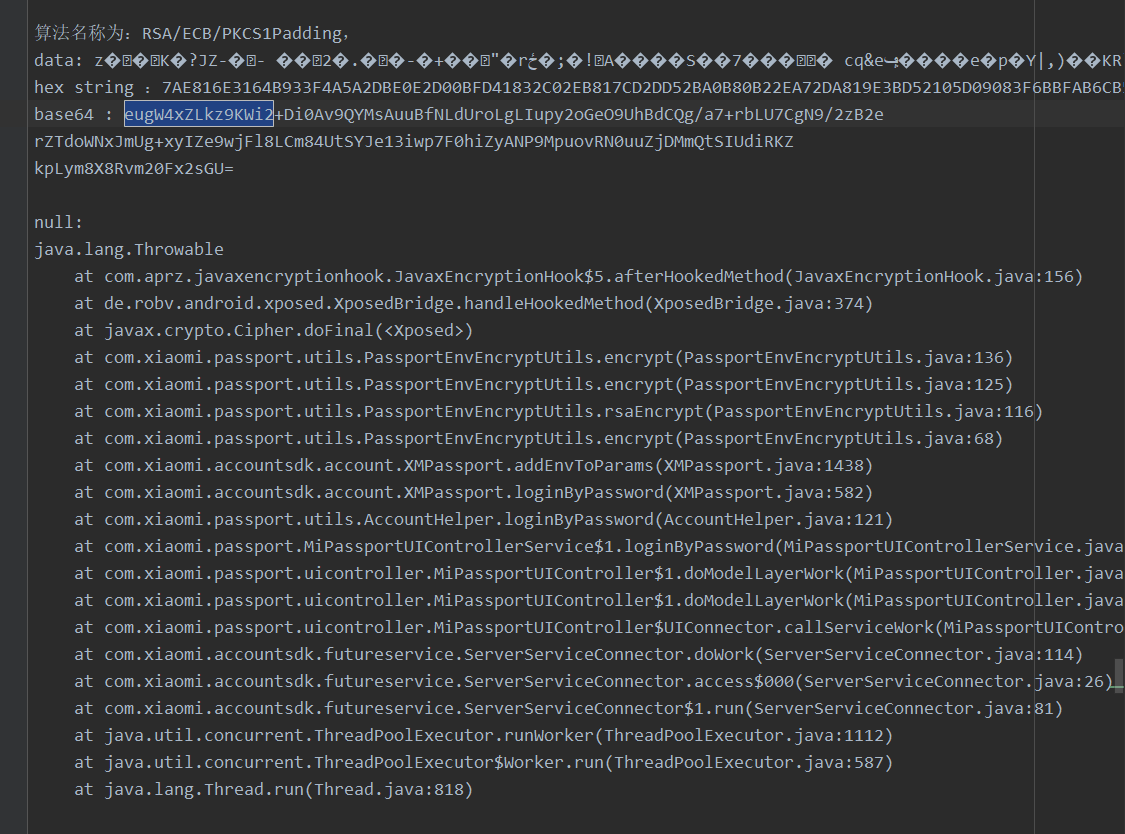 算法名称为：RSA/ECB/PKCS1Padding，
data: z�K�?JZ-�- ��2�.��-�+��"�rځ�;�!A����S��7��� cq&e����e�p�Y|,)��KR
hex string ：7AE816E3164B933F4A5A2DBE0E2D00BFD41832C02EB817CD2DD52BA0B80B22EA72DA819E3BD52105D09083F6BBFAB6CB
base64 : eugW4xZLkz9KWi2+Di0Av9QYMsAuuBfNLdUroLgLIupy2oGeO9UhBdCQg/a7+rbLU7CgN9/2zB2e
rZTdoWNxJmUg+xyIZe9wjFl8LCm84UtSYJe13iwp7F0hiZyANP9MpuovRN0uuZjDMmQtSIUdiRKZ
kpLym8X8Rvm20Fx2sGU=
null:
java.lang.Throwable
at com.aprz.javaxencryptionhook.JavaxEncryptionHook$5.afterHookedMethod(JavaxEncryptionHook.java:156)
at de.robv.android.xposed.XposedBridge.handleHookedMethod(XposedBridge.java:374)
at javax.crypto.Cipher.doFinal(<Xposed>)
at com.xiaomi.passport.utils.PassportEnvEncryptUtils.encrypt(PassportEnvEncryptUtils.java:136)
at com.xiaomi.passport.utils.PassportEnvEncryptUtils.encrypt(PassportEnvEncryptUtils.java:125)
at com.xiaomi.passport.utils.PassportEnvEncryptUtils.rsaEncrypt(PassportEnvEncryptUtils.java:116)
at com.xiaomi.passport.utils.PassportEnvEncryptUtils.encrypt(PassportEnvEncryptUtils.java:68)
at com.xiaomi.accountsdk.account.XMPassport.addEnvToParams(XMPassport.java:1438)
at com.xiaomi.accountsdk.account.XMPassport.loginByPassword(XMPassport.java:582)
at com.xiaomi.passport.utils.AccountHelper.loginByPassword(AccountHelper.java:121)
at com.xiaomi.passport.MiPassportUIControllerService$1.loginByPassword(MiPassportUIControllerService.java
at com.xiaomi.passport.uicontroller.MiPassportUIController$1.doModelLayerWork(MiPassportUIController.java
at com.xiaomi.passport.uicontroller.MiPassportUIController$1.doModelLayerWork(MiPassportUIController.java
at com.xiaomi.passport.uicontroller.MiPassportUIController$UIConnector.callServiceWork(MiPassportUIContro
at com.xiaomi.accountsdk.futureservice.ServerServiceConnector.doWork(ServerServiceConnector.java:114)
at com.xiaomi.accountsdk.futureservice.ServerServiceConnector.access$000(ServerServiceConnector.java:26)
at com.xiaomi.accountsdk.futureservice.ServerServiceConnector$1.run(ServerServiceConnector.java:81)
at java.util.concurrent.ThreadPoolExecutor.runWorker(ThreadPoolExecutor.java:1112)
at java.util.concurrent.ThreadPoolExecutor$Worker.run(ThreadPoolExecutor.java:587)
at java.lang.Thread.run(Thread.java:818)